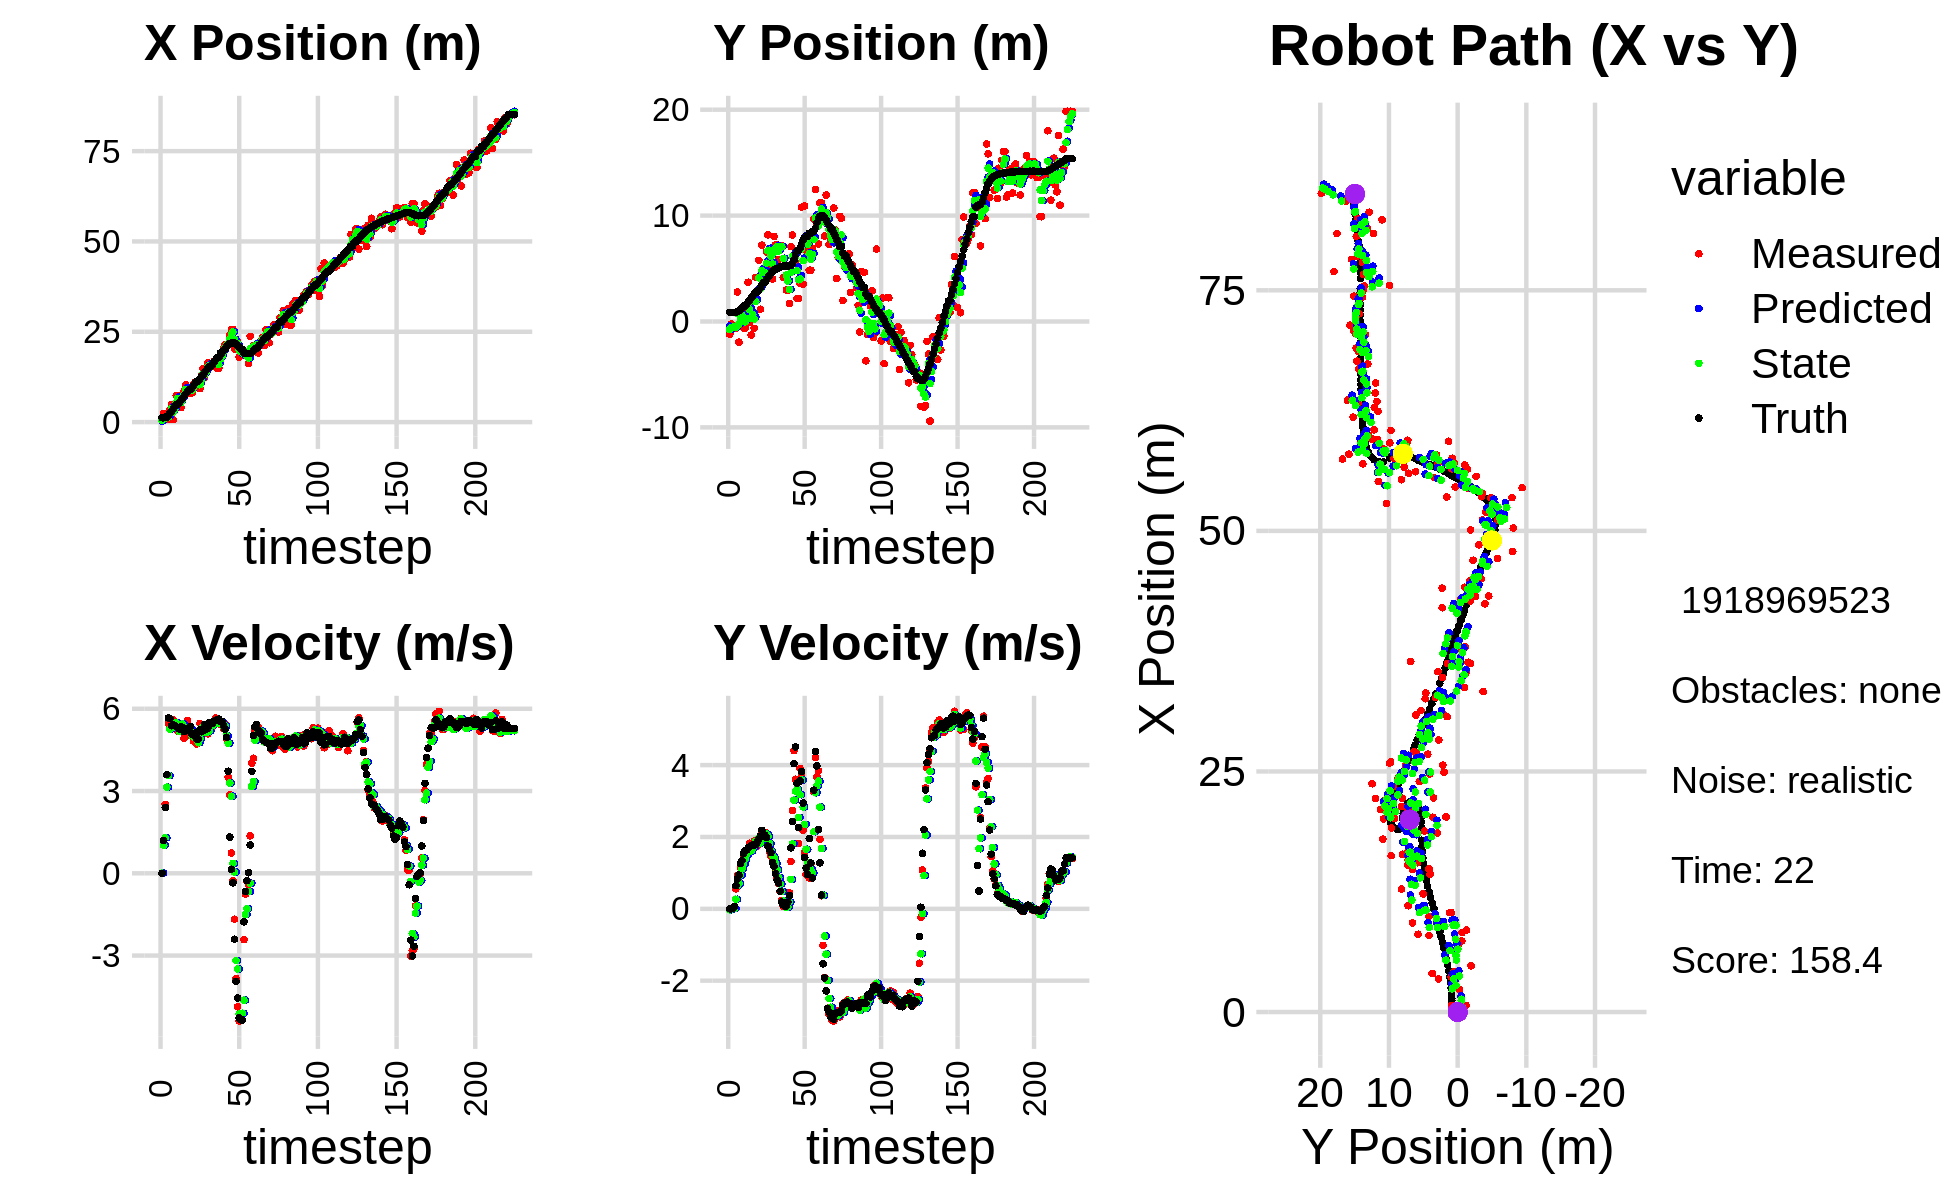 X Position (m)
75
50
25
0
0
50
100
150
200
timestep
Y Position (m)
20
10
0
-10
0
50
100
150
200
timestep
X Velocity (m/s)
6
3
0
-3
0
50
100
150
200
timestep
Y Velocity (m/s)
4
2
0
-2
0
50
100
150
200
timestep
Robot Path (X vs Y)
X Position (m)
75
50
25
0
20 10 0 -10 -20
Y Position (m)
variable
Measured
Predicted
State
Truth
1918969523
Obstacles: none
Noise: realistic
Time: 22
Score: 158.4